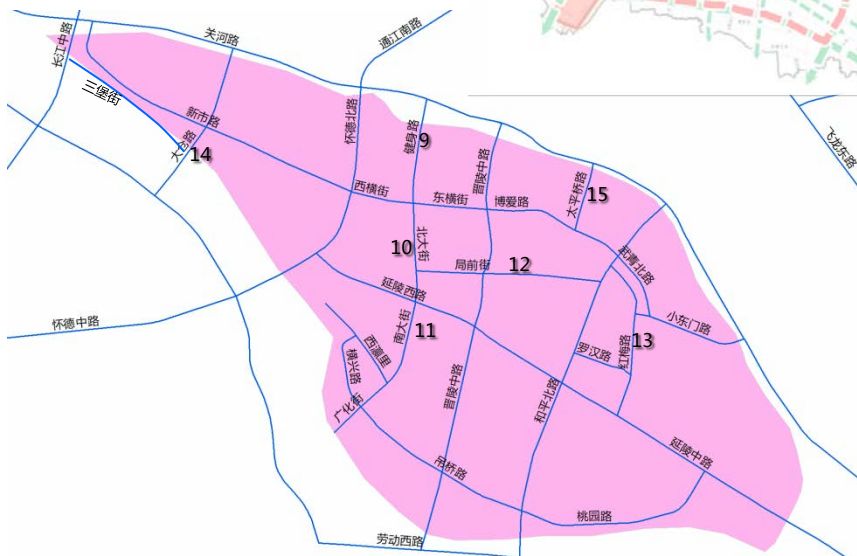 关河路
通江南路
长江中路
三堡街
新市路
大仓路
14
怀德北路
健身路
9
晋陵中路
飞龙东路
西横街
东横街
博爱路
太平桥路
15
10
北大街
局前街
12
武青北路
延陵西路
怀德中路
南大街
11
西瀛里
小东门路
罗汉路
红梅路
13
晋陵中路
和平北路
广化街
吊桥路
延陵中路
桃园路
劳动西路